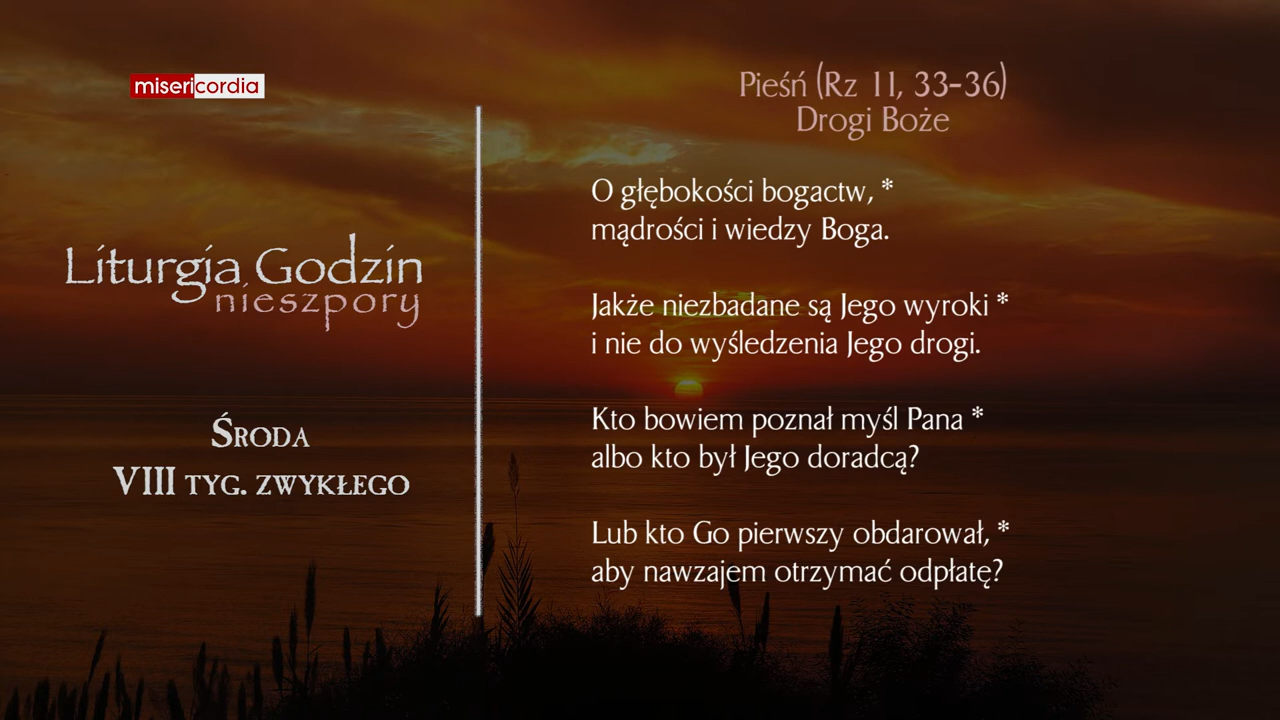 misericordia
Liturgia Godzin
nieszpory
Środa
VIII tyg. zwykłego
Pieśń (Rz 11, 33-36)
Drogi Boże
O głębokości bogactw, *
mądrości i wiedzy Boga.
Jakże niezbadane są Jego wyroki *
i nie do wyśledzenia Jego drogi.
Kto bowiem poznał myśl Pana *
albo kto był Jego doradcą?
Lub kto Go pierwszy obdarował, *
aby nawzajem otrzymać odpłatę?